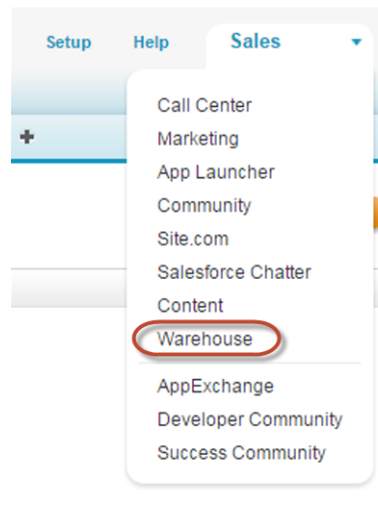 Setup Help Sales
Call Center
Marketing
App Launcher
Community
Site.com
Salesforce Chatter
Content
Warehouse
AppExchange
Developer Community
Success Community